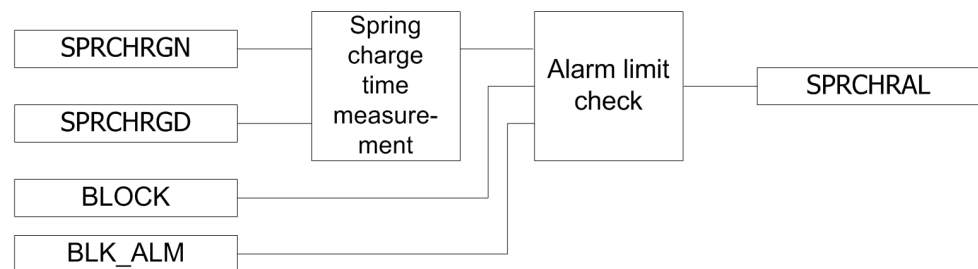 SPRCHRGN
SPRCHRGD
BLOCK
BLK_ALM
Spring
charge
time
measure-
ment
Alarm limit
check
SPRCHRAL